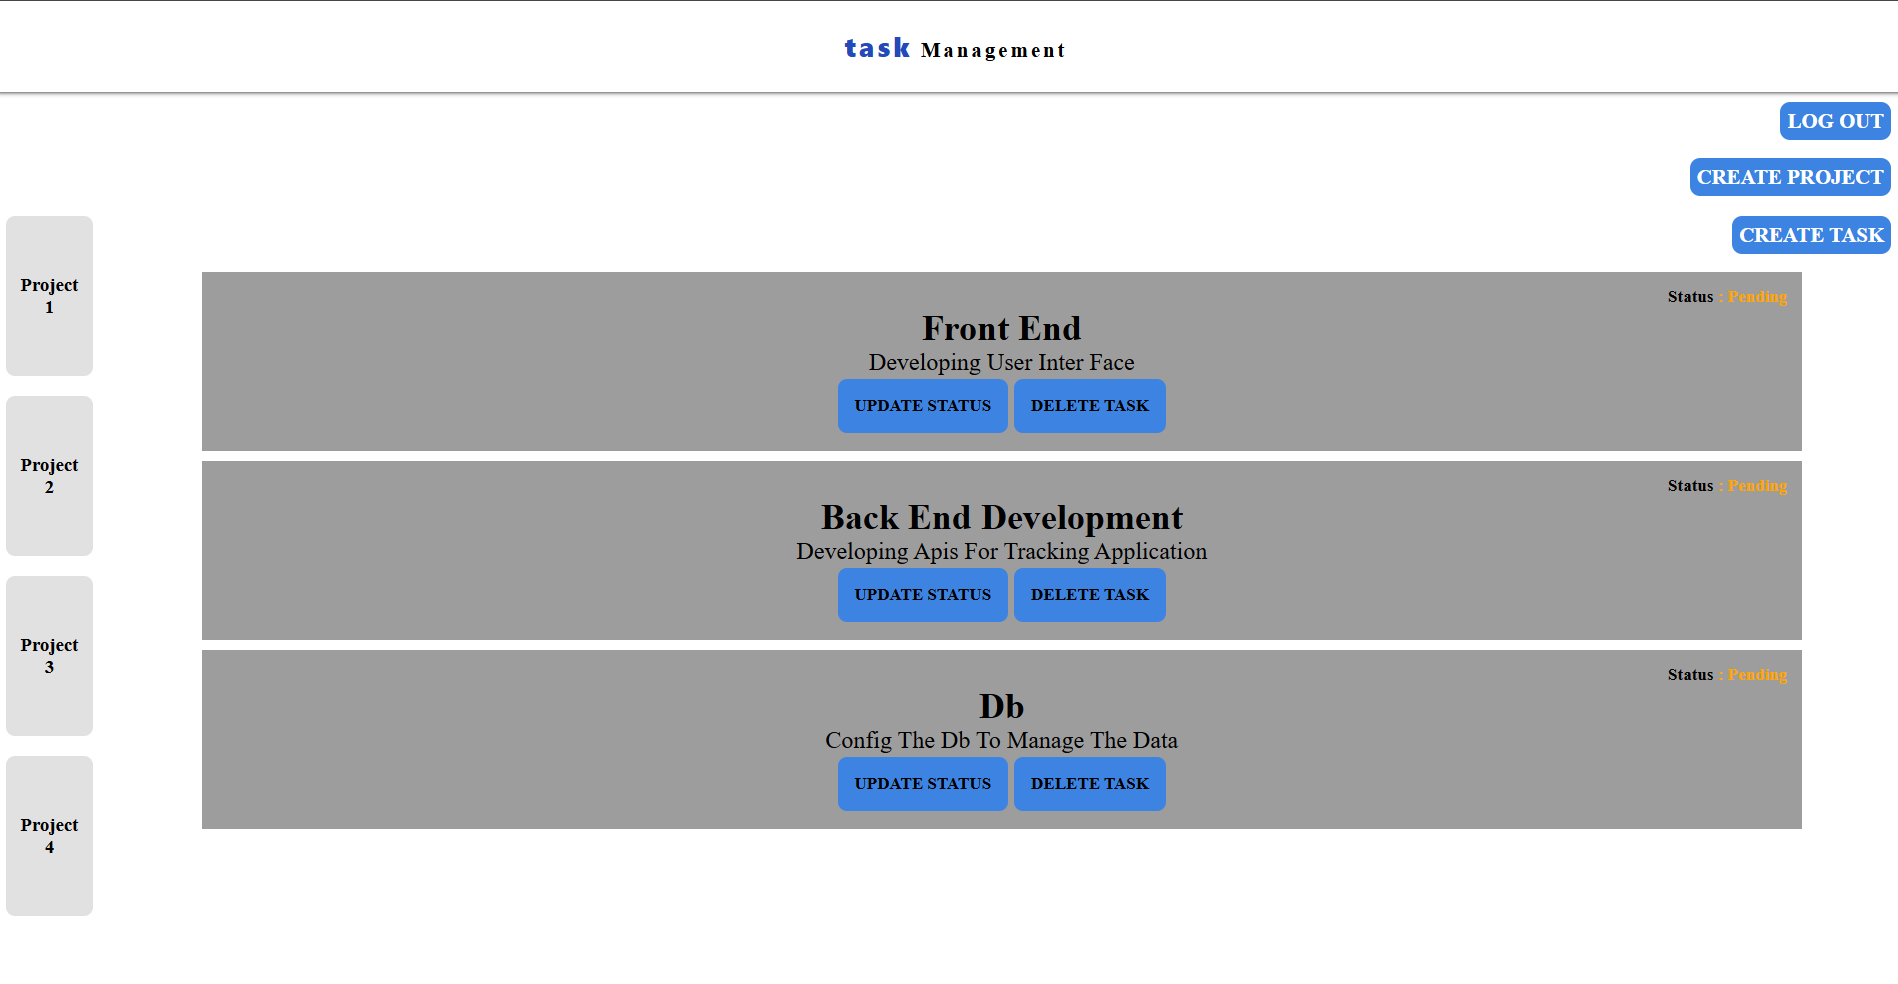 task Management
LOG OUT
CREATE PROJECT
CREATE TASK
Project
1
Project
2
Project
3
Project
4
Status : Pending
Front End
Developing User Inter Face
UPDATE STATUS DELETE TASK
Status : Pending
Back End Development
Developing Apis For Tracking Application
UPDATE STATUS DELETE TASK
Status : Pending
Db
Config The Db To Manage The Data
UPDATE STATUS DELETE TASK